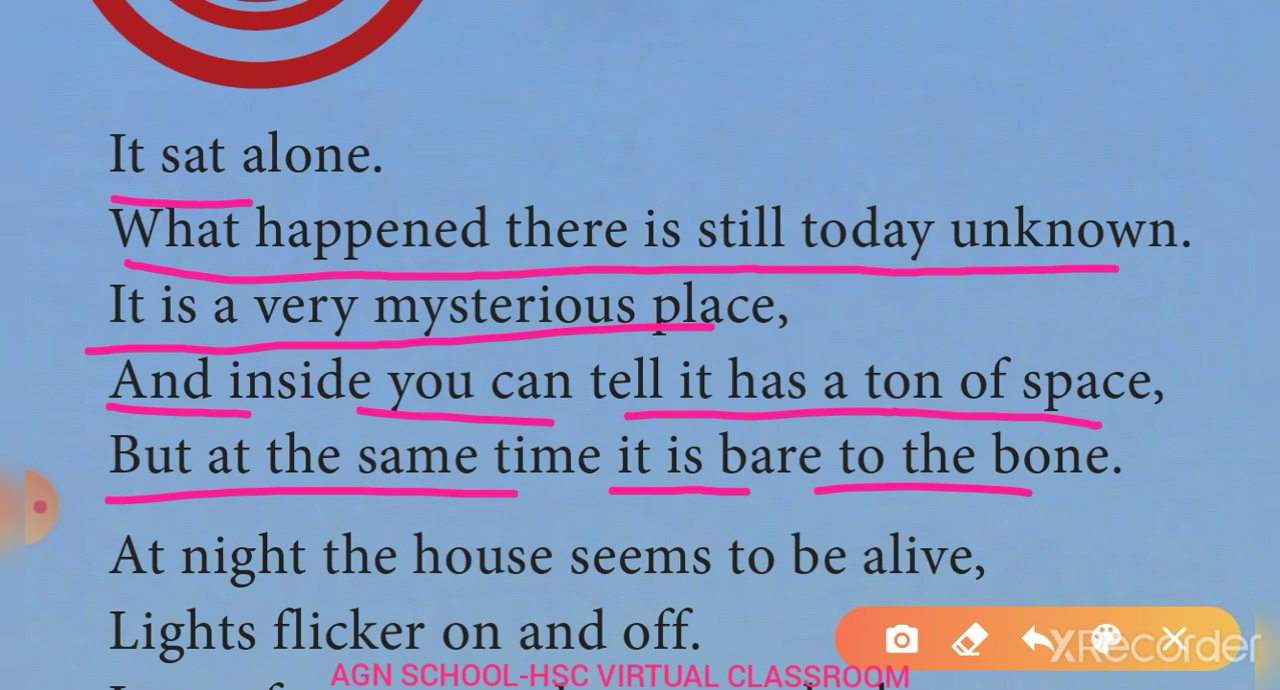 It sat alone.
What happened there is still today unknown.
It is a very mysterious place,
And inside you can tell it has a ton of space,
But at the same time it is bare to the bone.
At night the house seems to be alive,
Lights flicker on and off.
XRecorder
AGN SCHOOL-HSC VIRTUAL CLASSROOM